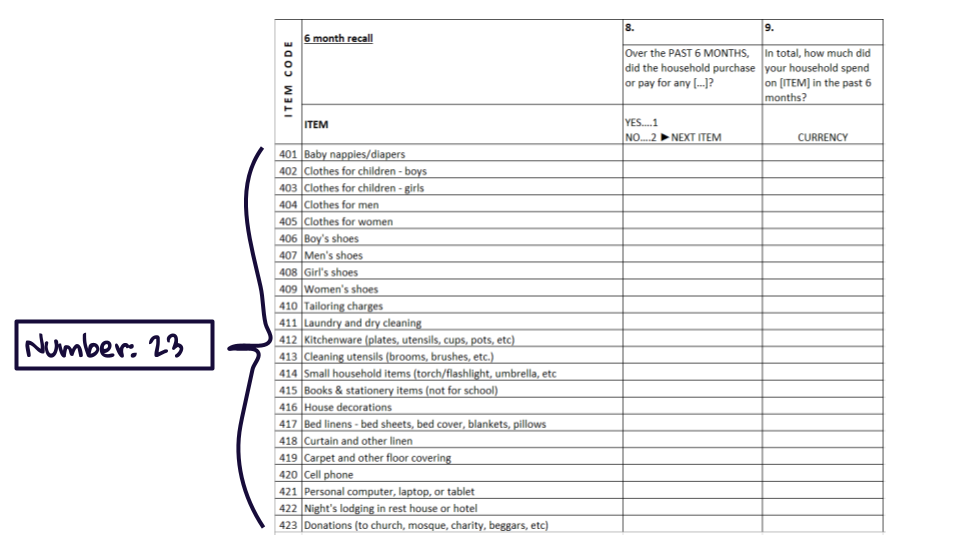 ITEM CODE
6 month recall
8.
9.
Over the PAST 6 MONTHS,
did the household purchase
or pay for any [...]?
In total, how much did
your household spend
on [ITEM] in the past 6
months?
ITEM
YES....1
NO....2 ►NEXT ITEM
CURRENCY
401 Baby nappies/diapers
402 Clothes for children - boys
403 Clothes for children - girls
404 Clothes for men
405 Clothes for women
406 Boy's shoes
407 Men's shoes
408 Girl's shoes
409 Women's shoes
410 Tailoring charges
411 Laundry and dry cleaning
412 Kitchenware (plates, utensils, cups, pots, etc)
413 Cleaning utensils (brooms, brushes, etc.)
414 Small household items (torch/flashlight, umbrella, etc
415 Books & stationery items (not for school)
416 House decorations
417 Bed linens - bed sheets, bed cover, blankets, pillows
418 Curtain and other linen
419 Carpet and other floor covering
420 Cell phone
421 Personal computer, laptop, or tablet
422 Night's lodging in rest house or hotel
423 Donations (to church, mosque, charity, beggars, etc)
Number: 23